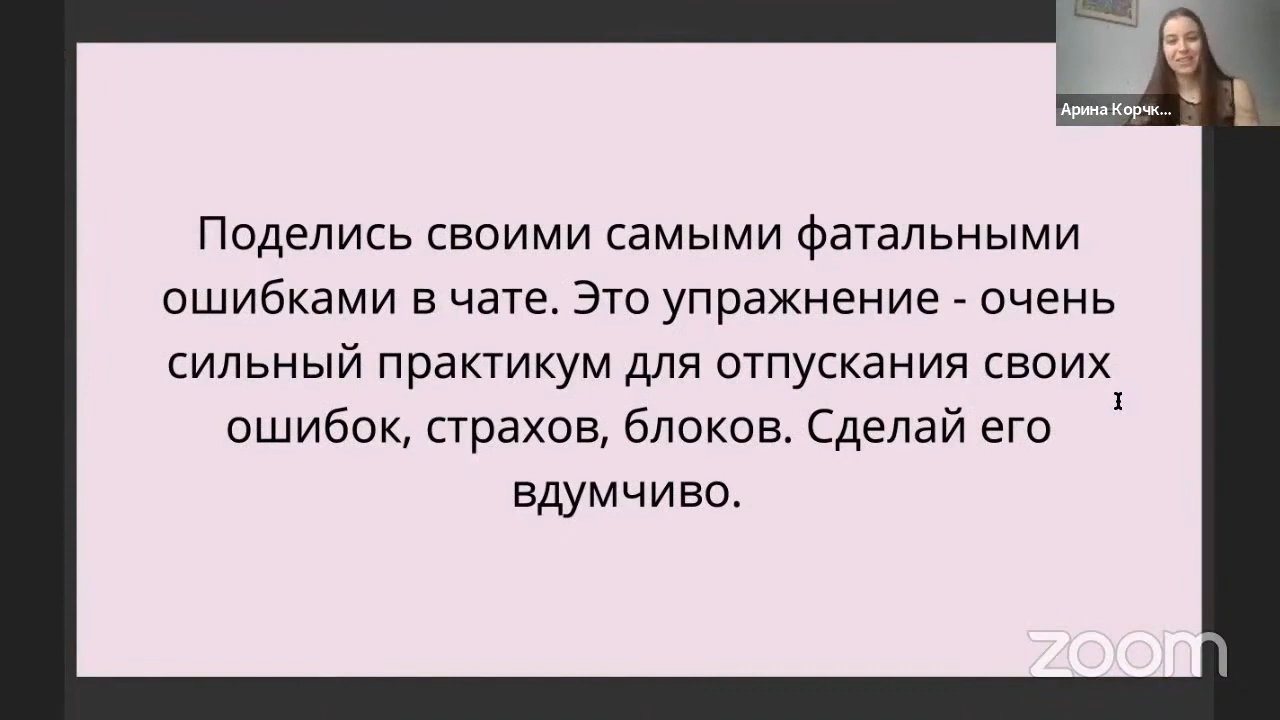 Арина Корчк...
Поделись своими самыми фатальными
ошибками в чате. Это упражнение - очень
сильный практикум для отпускания своих
ошибок, страхов, блоков. Сделай его
вдумчиво.
zoom